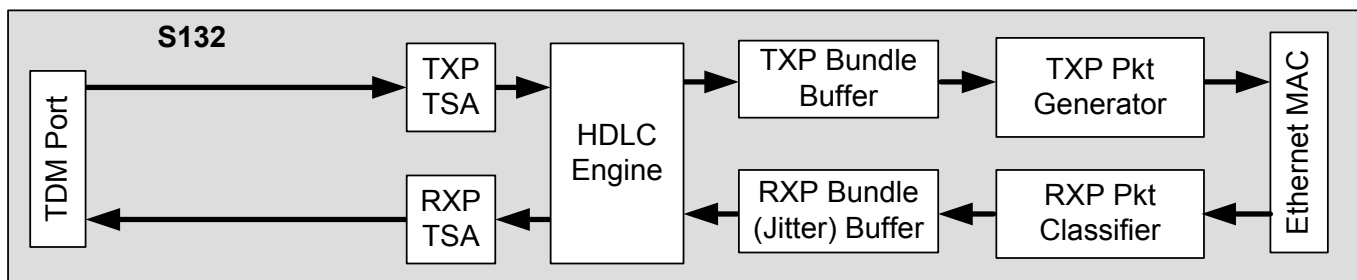 S132
TDM Port
TXP
TSA
RXP
TSA
HDLC
Engine
TXP Bundle
Buffer
RXP Bundle
(Jitter) Buffer
TXP Pkt
Generator
RXP Pkt
Classifier
Ethernet MAC